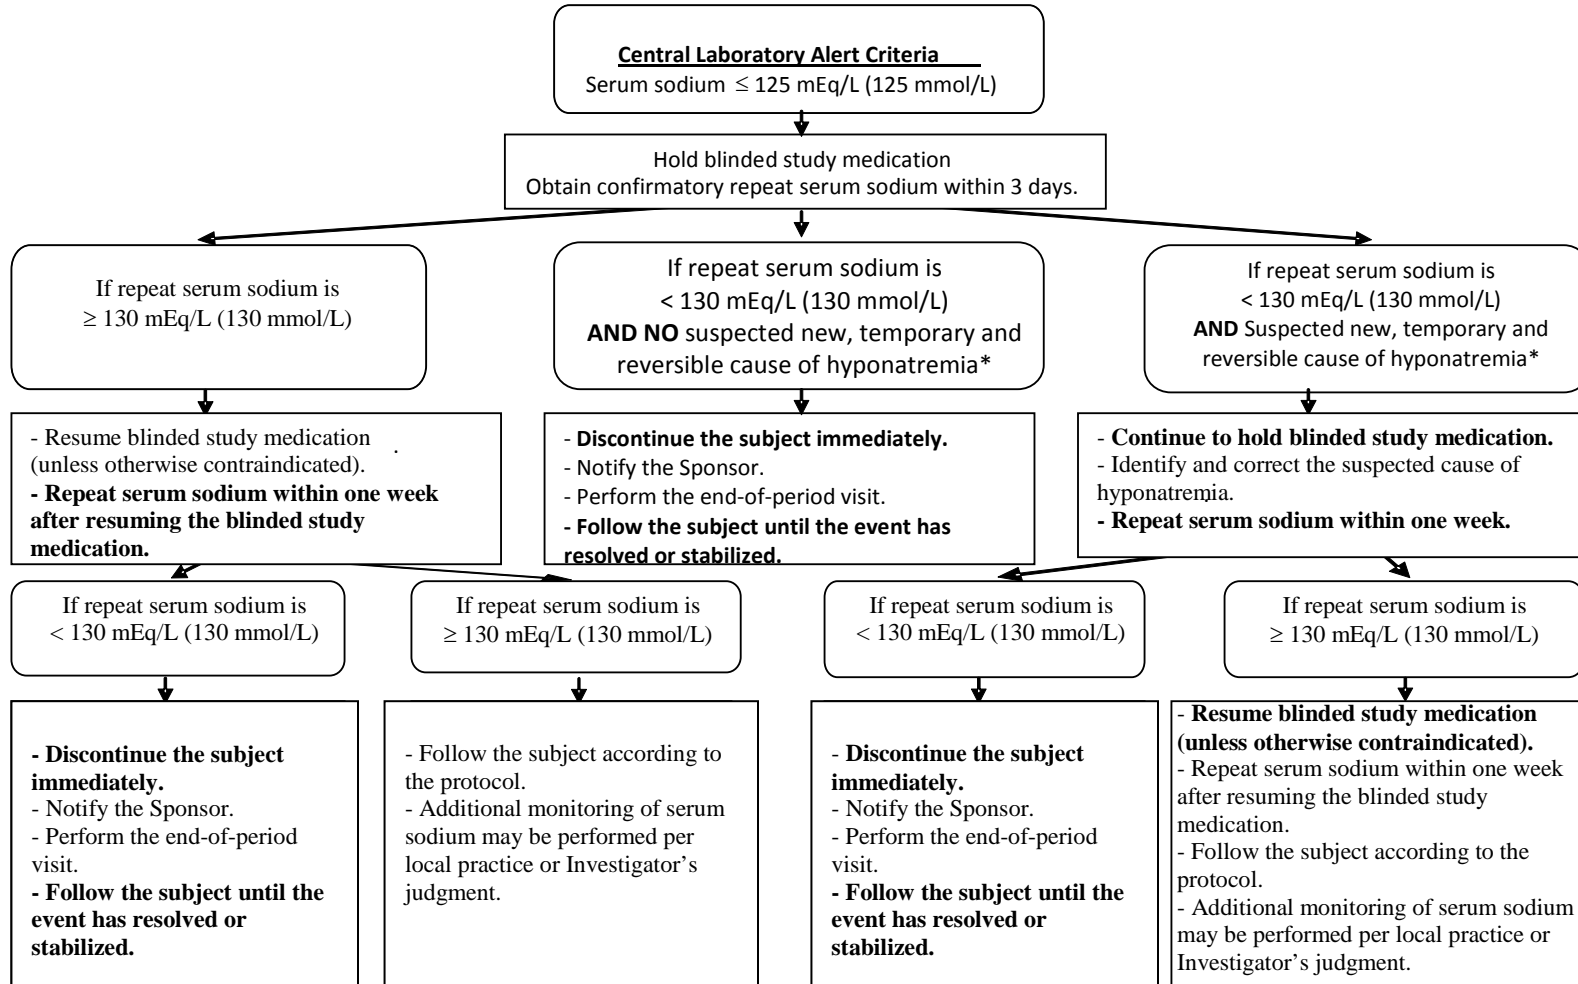 Central Laboratory Alert Criteria
Serum sodium ≤ 125 mEq/L (125 mmol/L)
Hold blinded study medication
Obtain confirmatory repeat serum sodium within 3 days.
If repeat serum sodium is
≥ 130 mEq/L (130 mmol/L)
If repeat serum sodium is
< 130 mEq/L (130 mmol/L)
AND NO suspected new, temporary and
reversible cause of hyponatremia*
If repeat serum sodium is
< 130 mEq/L (130 mmol/L)
AND Suspected new, temporary and
reversible cause of hyponatremia*
- Resume blinded study medication
(unless otherwise contraindicated).
- Repeat serum sodium within one week
after resuming the blinded study
medication.
- Discontinue the subject immediately.
- Notify the Sponsor.
- Perform the end-of-period visit.
- Follow the subject until the event has
resolved or stabilized.
- Continue to hold blinded study medication.
- Identify and correct the suspected cause of
hyponatremia.
- Repeat serum sodium within one week.
If repeat serum sodium is
< 130 mEq/L (130 mmol/L)
If repeat serum sodium is
≥ 130 mEq/L (130 mmol/L)
If repeat serum sodium is
< 130 mEq/L (130 mmol/L)
If repeat serum sodium is
≥ 130 mEq/L (130 mmol/L)
- Discontinue the subject
immediately.
- Notify the Sponsor.
- Perform the end-of-period
visit.
- Follow the subject until the
event has resolved or
stabilized.
- Follow the subject according to
the protocol.
- Additional monitoring of serum
sodium may be performed per
local practice or Investigator's
judgment.
- Discontinue the subject
immediately.
- Notify the Sponsor.
- Perform the end-of-period
visit.
- Follow the subject until the
event has resolved or
stabilized.
- Resume blinded study medication
(unless otherwise contraindicated).
- Repeat serum sodium within one week
after resuming the blinded study
medication.
- Follow the subject according to the
protocol.
- Additional monitoring of serum sodium
may be performed per local practice or
Investigator's judgment.